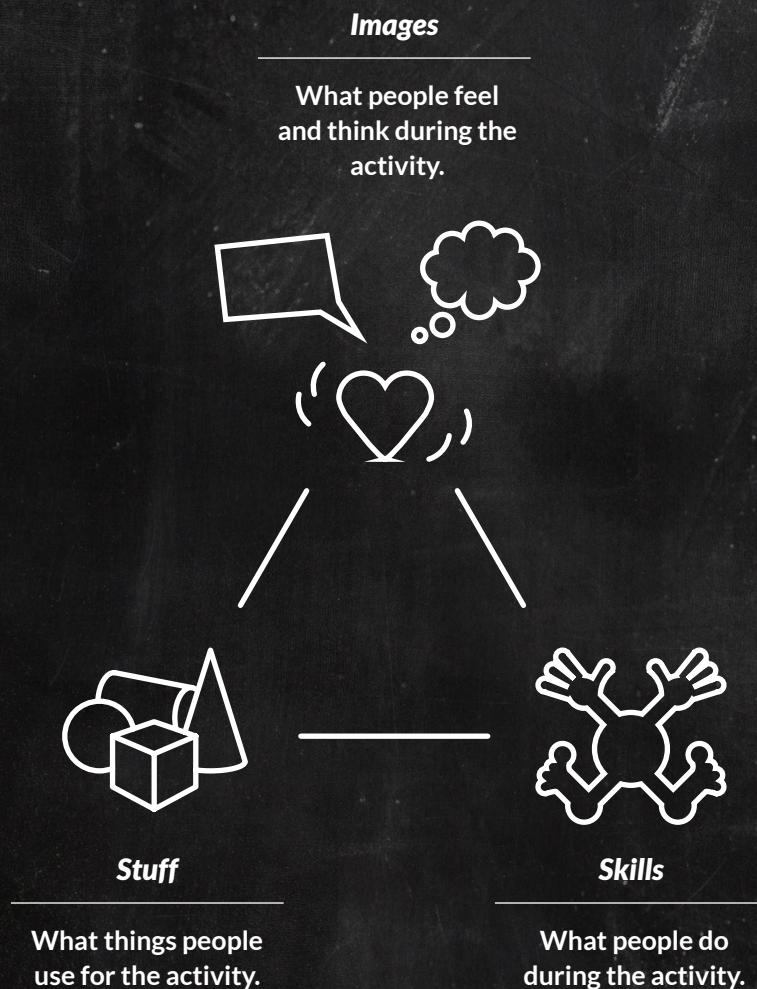 Images
What people feel
and think during the
activity.
Stuff
What things people
use for the activity.
Skills
What people do
during the activity.